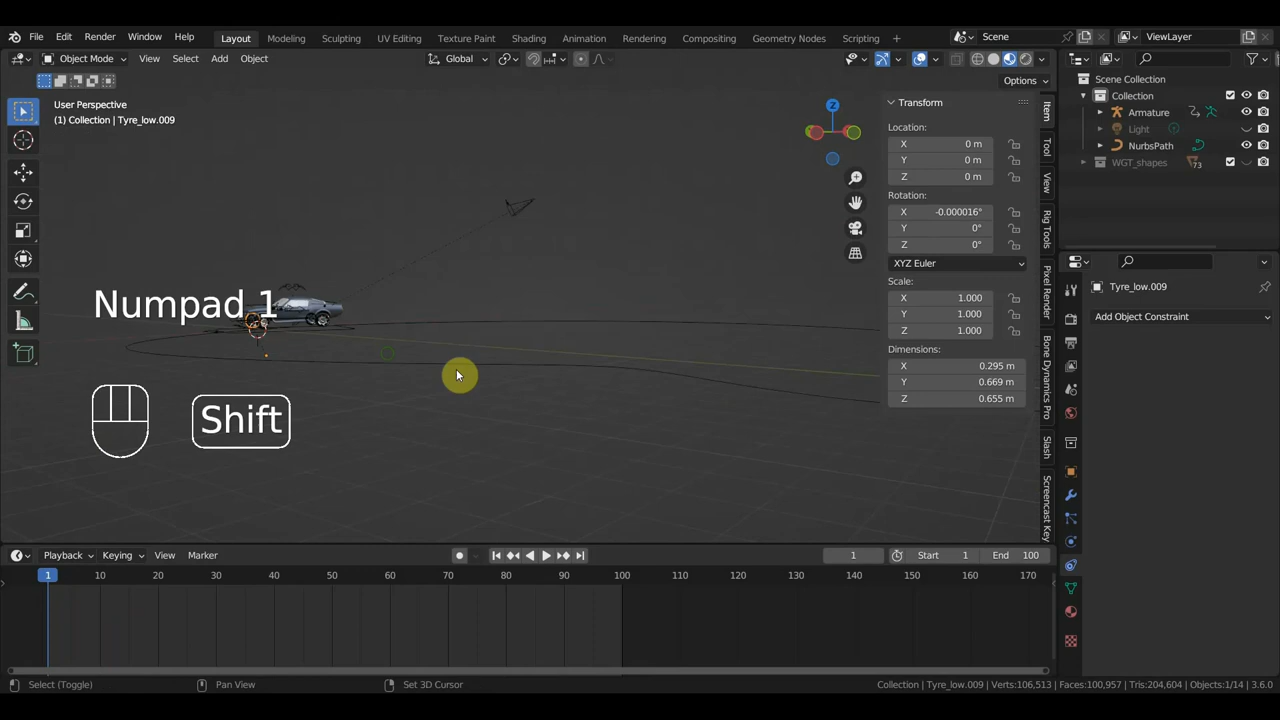 File Edit Render Window Help Layout Modeling Sculpting UV Editing Texture Paint Shading Animation Rendering Compositing Geometry Nodes Scripting + Scene ViewLayer
Object Mode View Select Add Object Global
Options
User Perspective
(1) Collection | Tyre_low.009
Numpad 1
Shift
Z
Transform
Location:
X 0 m
Y 0 m
Z 0 m
Rotation:
X -0.000016°
Y 0°
Z 0°
XYZ Euler
Scale:
X 1.000
Y 1.000
Z 1.000
Dimensions:
X 0.295 m
Y 0.669 m
Z 0.655 m
Item
Tool
View
Rig Tools
Pixel Render
Bone Dynamics Pro
Slash
Screencast Key
Scene Collection
Collection
Armature
Light
NurbsPath
WGT_shapes 73
Tyre_low.009
Add Object Constraint
Playback Keying View Marker 1 Start 1 End 100
1 10 20 30 40 50 60 70 80 90 100 110 120 130 140 150 160 170
Select (Toggle) Pan View Set 3D Cursor Collection | Tyre_low.009 | Verts:106,513 | Faces:100,957 | Tris:204,604 | Objects:1/14 | 3.6.0